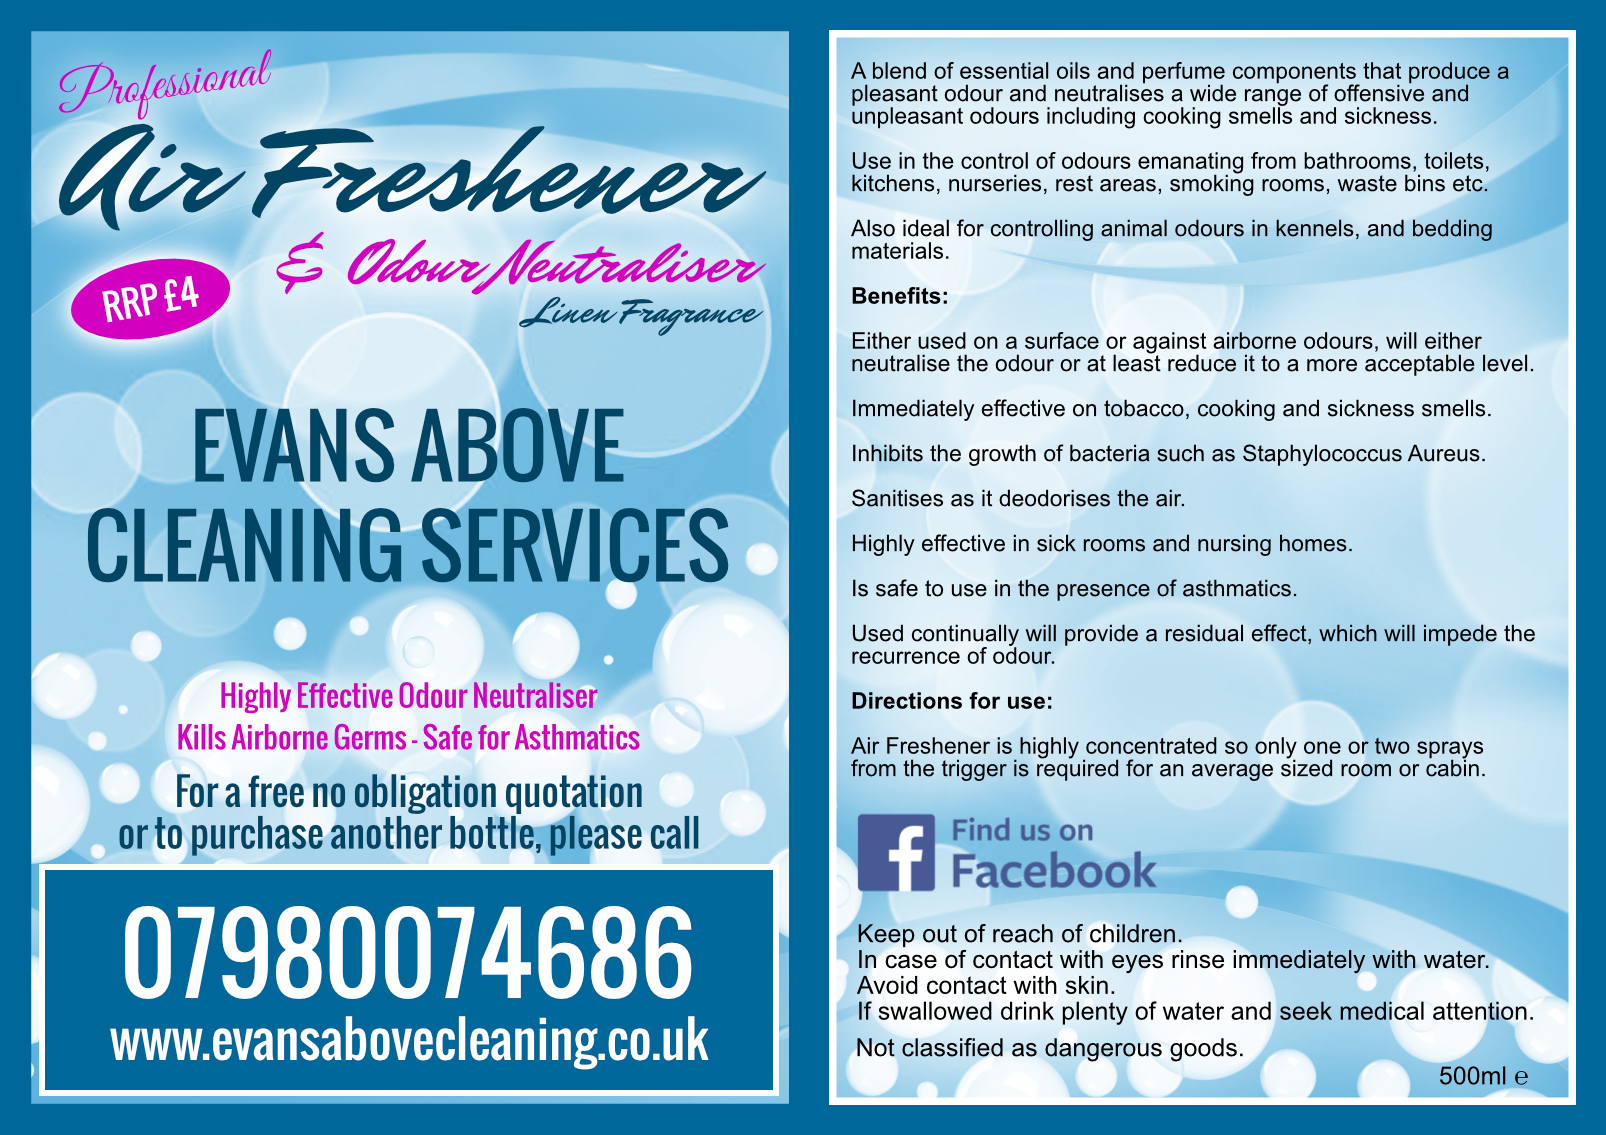 Professional
Air Freshener
& Odour Neutraliser
Linen Fragrance
RRP £4
EVANS ABOVE
CLEANING SERVICES
Highly Effective Odour Neutraliser
Kills Airborne Germs - Safe for Asthmatics
For a free no obligation quotation
or to purchase another bottle, please call
07980074686
www.evansabovecleaning.co.uk
A blend of essential oils and perfume components that produce a
pleasant odour and neutralises a wide range of offensive and
unpleasant odours including cooking smells and sickness.
Use in the control of odours emanating from bathrooms, toilets,
kitchens, nurseries, rest areas, smoking rooms, waste bins etc.
Also ideal for controlling animal odours in kennels, and bedding
materials.
Benefits:
Either used on a surface or against airborne odours, will either
neutralise the odour or at least reduce it to a more acceptable level.
Immediately effective on tobacco, cooking and sickness smells.
Inhibits the growth of bacteria such as Staphylococcus Aureus.
Sanitises as it deodorises the air.
Highly effective in sick rooms and nursing homes.
Is safe to use in the presence of asthmatics.
Used continually will provide a residual effect, which will impede the
recurrence of odour.
Directions for use:
Air Freshener is highly concentrated so only one or two sprays
from the trigger is required for an average sized room or cabin.
f
Find us on
Facebook
Keep out of reach of children.
In case of contact with eyes rinse immediately with water.
Avoid contact with skin.
If swallowed drink plenty of water and seek medical attention.
Not classified as dangerous goods.
500ml ℮